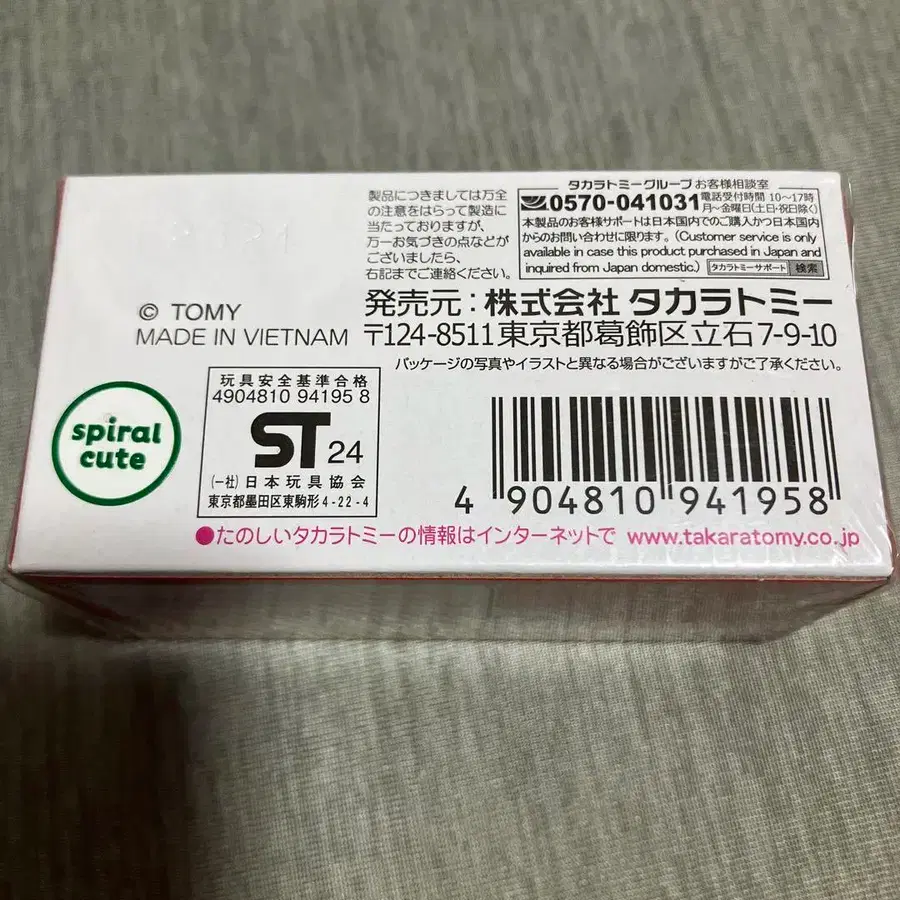 製品につきましては万全
の注意をはらって製造に
当たっておりますが、
万一お気づきの点などが
ございましたら、
右記までご連絡ください。
タカラトミーグループ お客様相談室
0570-041031 電話受付時間 10〜17時
月〜金曜日(土日・祝日除く)
本製品のお客様サポートは日本国内でのご購入かつ日本国内
からのお問い合わせに限ります。(Customer service is only
available in case this product purchased in Japan and
inquired from Japan domestic.) タカラトミーサポート 検索
© TOMY
MADE IN VIETNAM
発売元：株式会社 タカラトミー
〒124-8511 東京都葛飾区立石7-9-10
パッケージの写真やイラストと異なる場合がございますがご了承ください。
spiral
cute
玩具安全基準合格
4904810 94195 8
ST 24
(一社)日本玩具協会
東京都墨田区東駒形4-22-4
4 904810 941958
●たのしいタカラトミーの情報はインターネットで www.takaratomy.co.jp